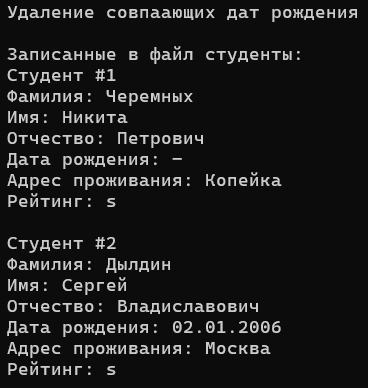 Удаление совпаающих дат рождения
Записанные в файл студенты:
Студент #1
Фамилия: Черемных
Имя: Никита
Отчество: Петрович
Дата рождения: –
Адрес проживания: Копейка
Рейтинг: s
Студент #2
Фамилия: Дылдин
Имя: Сергей
Отчество: Владиславович
Дата рождения: 02.01.2006
Адрес проживания: Москва
Рейтинг: s